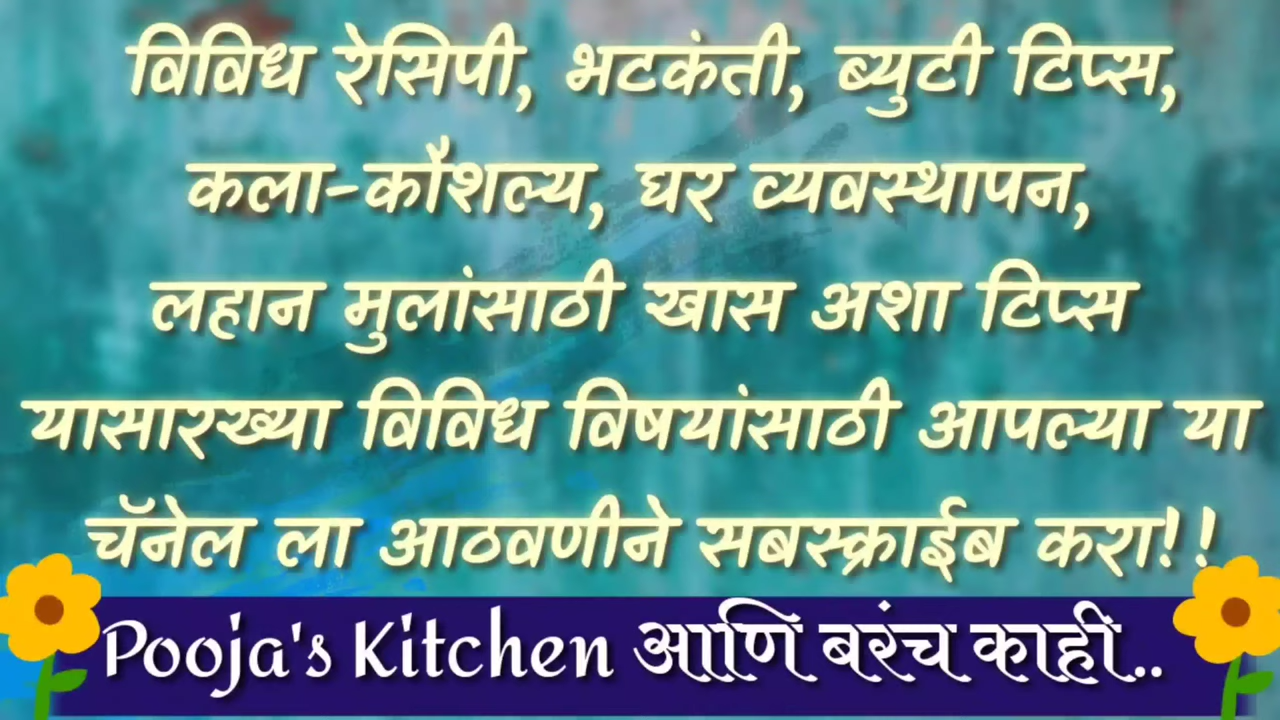 विविध रेसिपी, भटकंती, ब्युटी टिप्स,
कला-कौशल्य, घर व्यवस्थापन,
लहान मुलांसाठी खास अशा टिप्स
यासारख्या विविध विषयांसाठी आपल्या या
चॅनेल ला आठवणीने सबस्क्राईब करा!!
Pooja's Kitchen आणि बरंच काही..